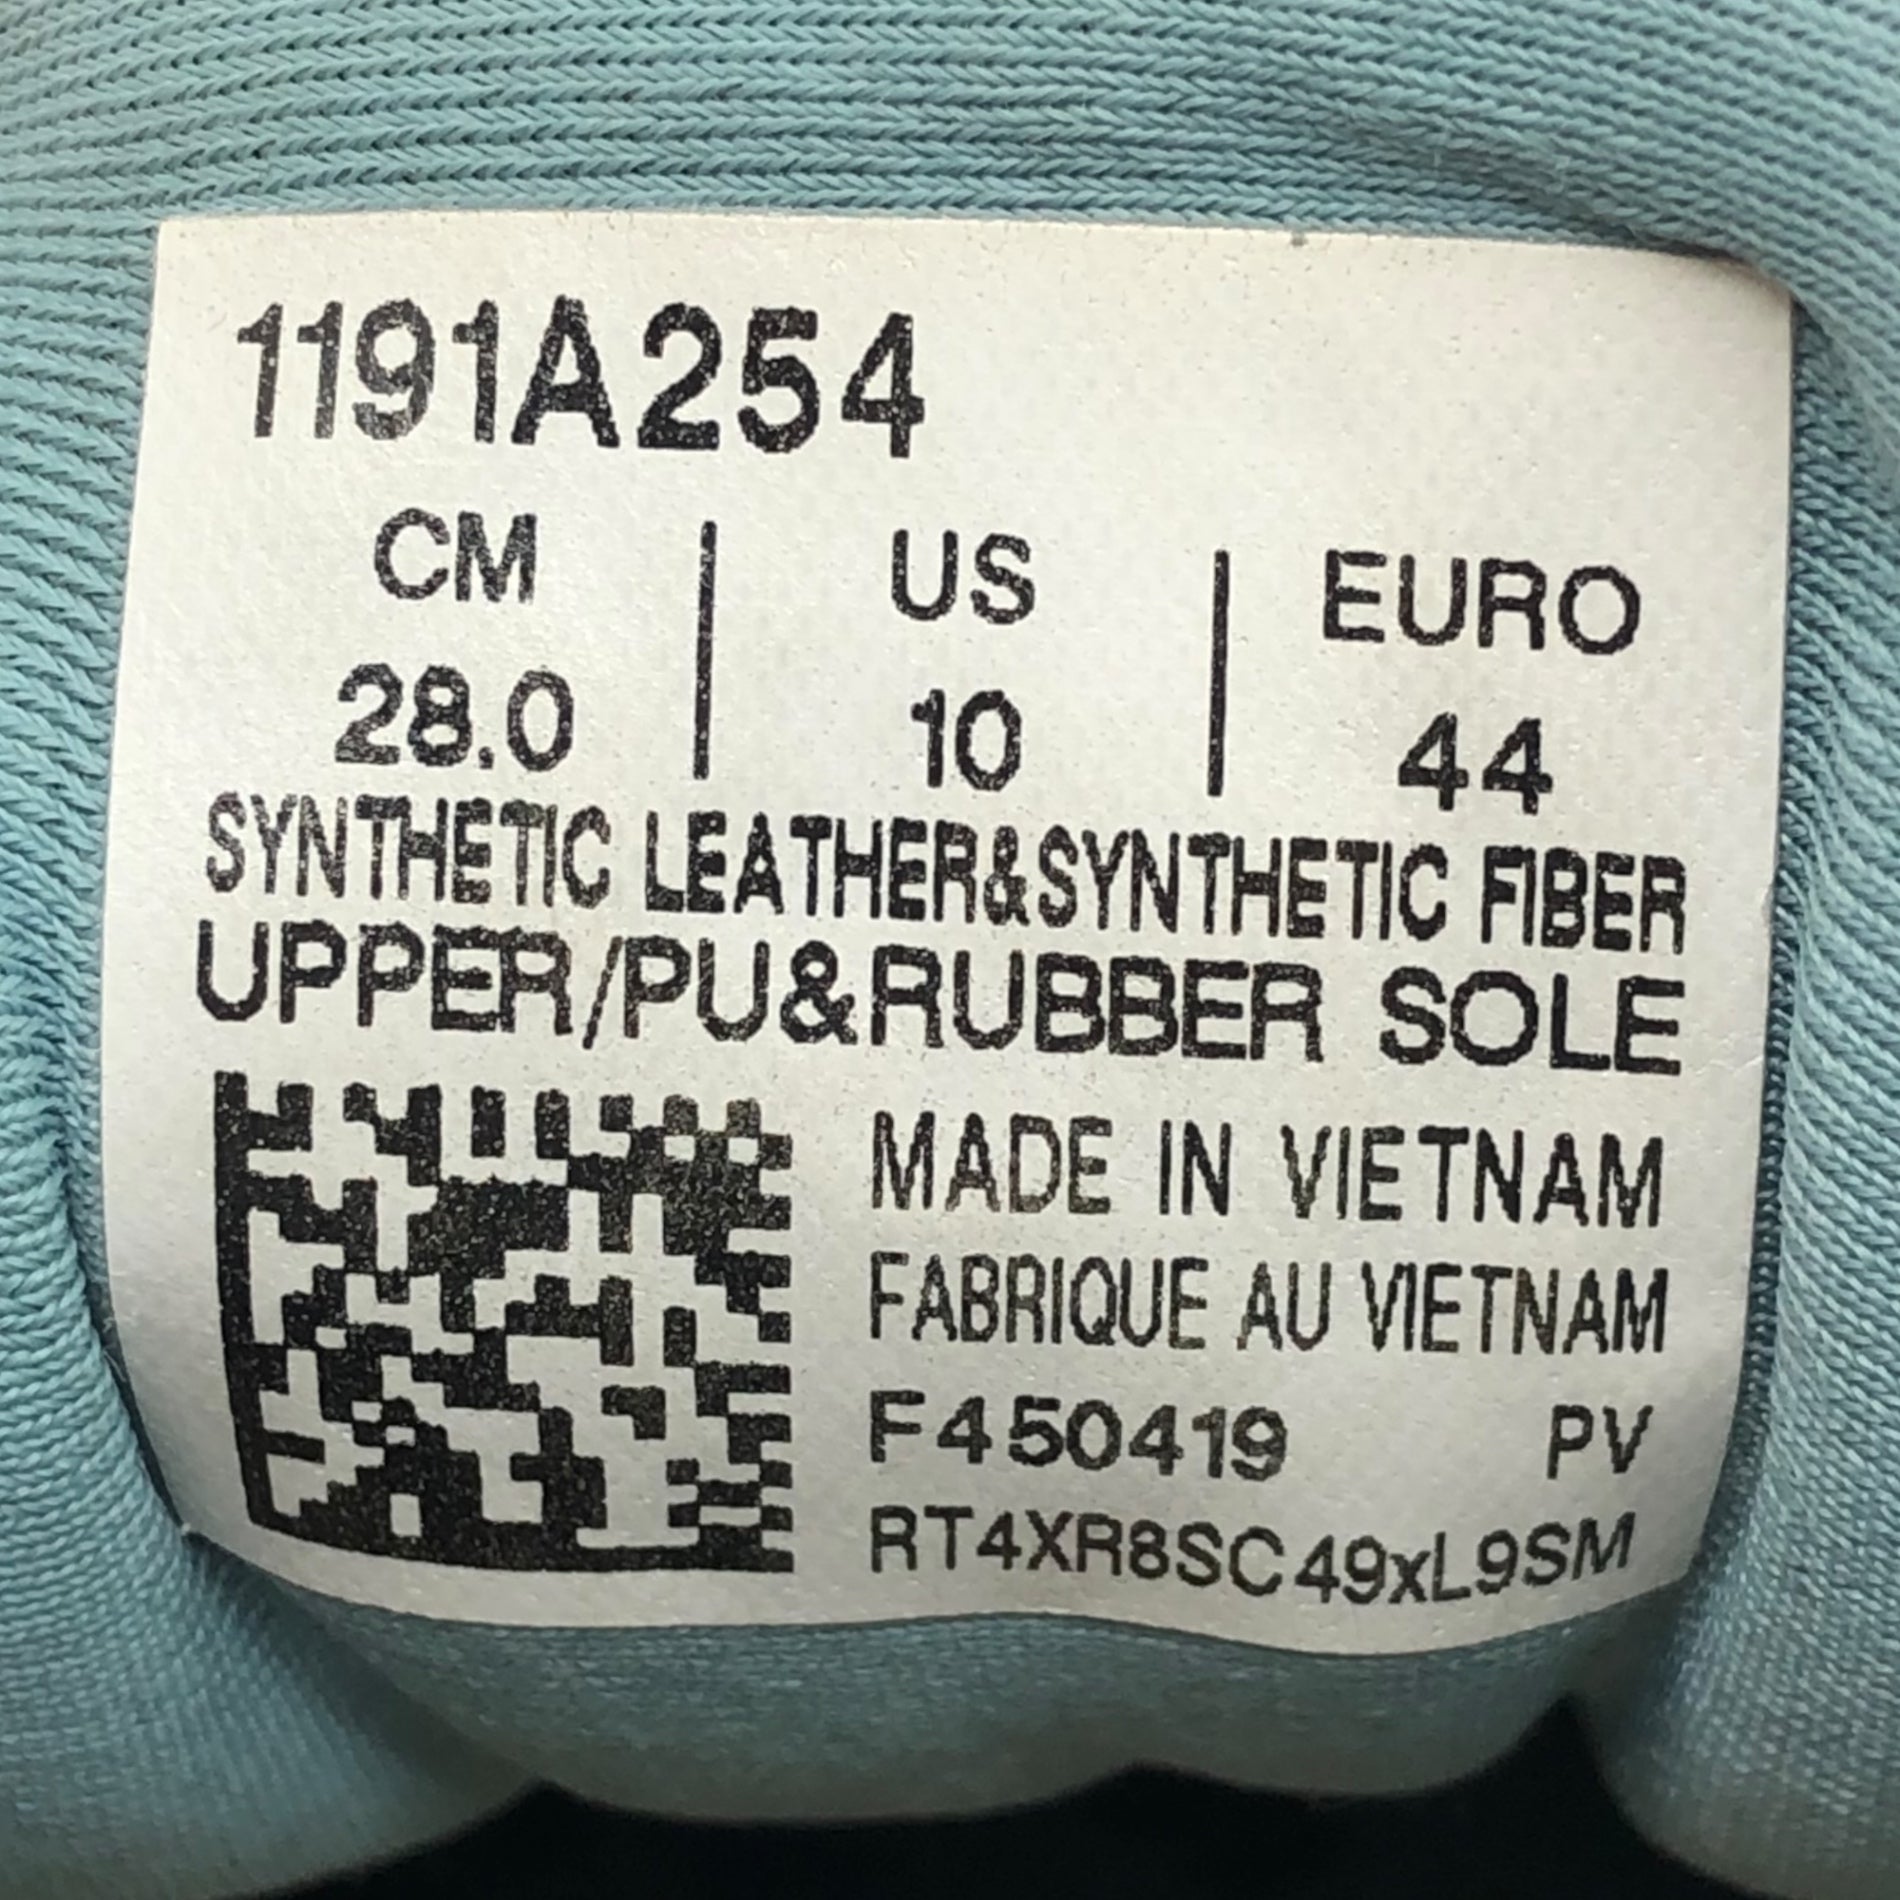 1191A254
CM | US | EURO
28.0 | 10 | 44
SYNTHETIC LEATHER&SYNTHETIC FIBER
UPPER/PU&RUBBER SOLE
MADE IN VIETNAM
FABRIQUE AU VIETNAM
F450419 PV
RT4XR8SC49xL9SM